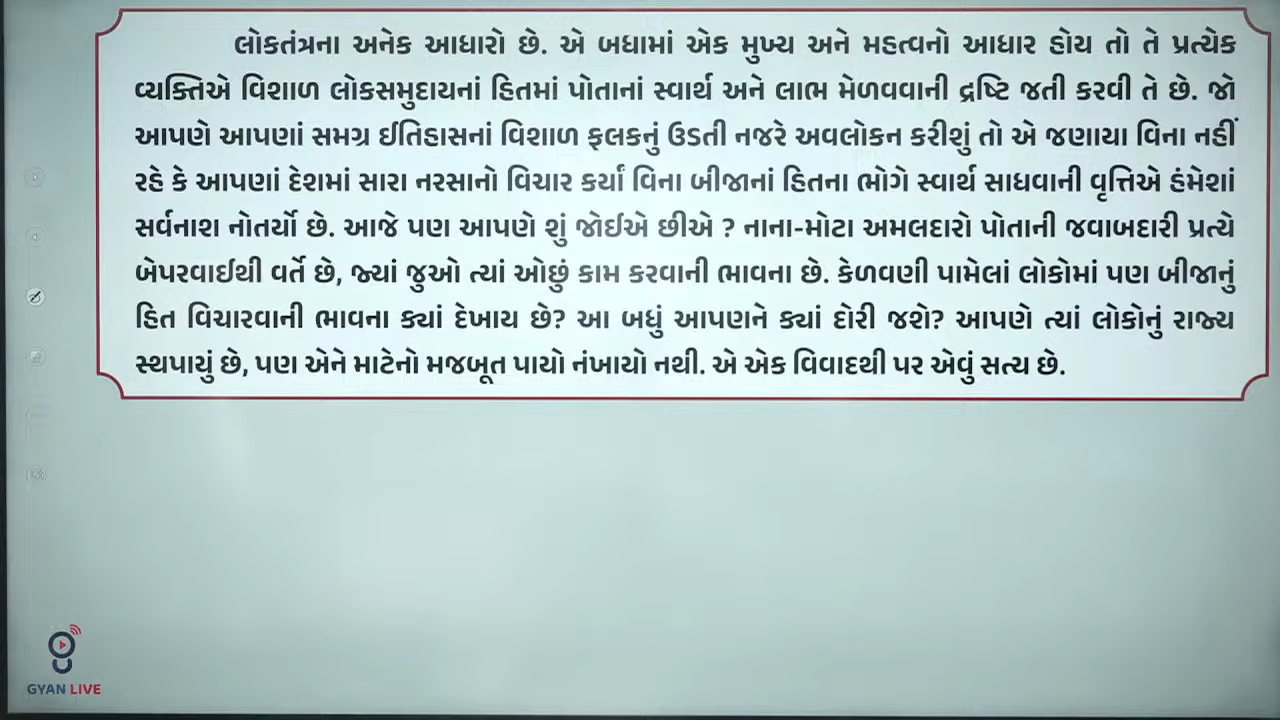 લોકતંત્રના અનેક આધારો છે. એ બધામાં એક મુખ્ય અને મહત્વનો આધાર હોય તો તે પ્રત્યેક
વ્યક્તિએ વિશાળ લોકસમુદાયનાં હિતમાં પોતાનાં સ્વાર્થ અને લાભ મેળવવાની દ્રષ્ટિ જતી કરવી તે છે. જો
આપણે આપણાં સમગ્ર ઈતિહાસનાં વિશાળ ફલકનું ઉડતી નજરે અવલોકન કરીશું તો એ જણાયા વિના નહીં
રહે કે આપણાં દેશમાં સારા નરસાનો વિચાર કર્યાં વિના બીજાનાં હિતના ભોગે સ્વાર્થ સાધવાની વૃત્તિએ હંમેશાં
સર્વનાશ નોતર્યો છે. આજે પણ આપણે શું જોઈએ છીએ ? નાના-મોટા અમલદારો પોતાની જવાબદારી પ્રત્યે
બેપરવાઈથી વર્તે છે, જ્યાં જુઓ ત્યાં ઓછું કામ કરવાની ભાવના છે. કેળવણી પામેલાં લોકોમાં પણ બીજાનું
હિત વિચારવાની ભાવના ક્યાં દેખાય છે? આ બધું આપણને ક્યાં દોરી જશે? આપણે ત્યાં લોકોનું રાજ્ય
સ્થપાયું છે, પણ એને માટેનો મજબૂત પાયો નંખાયો નથી. એ એક વિવાદથી પર એવું સત્ય છે.
GYAN LIVE